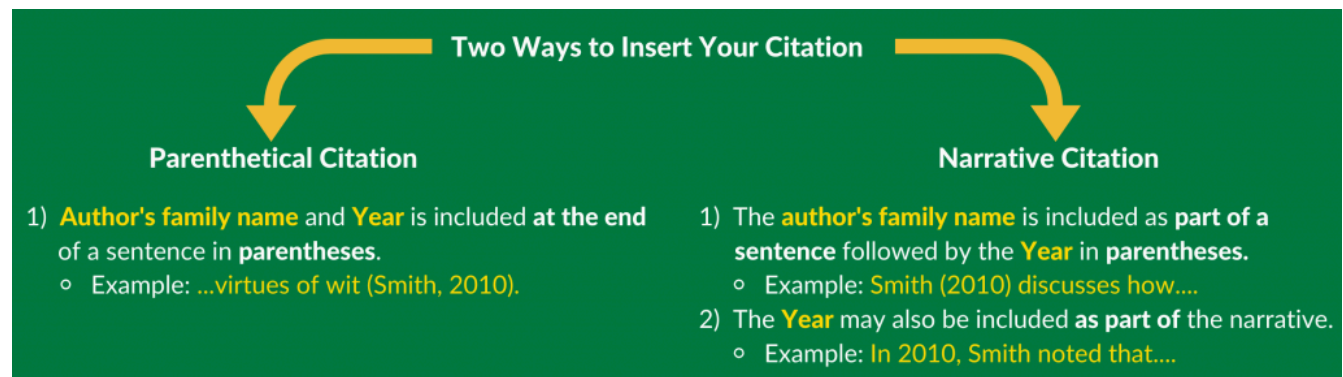 Two Ways to Insert Your Citation
Parenthetical Citation
1) Author's family name and Year is included at the end
of a sentence in parentheses.
○ Example: ...virtues of wit (Smith, 2010).
Narrative Citation
1) The author's family name is included as part of a
sentence followed by the Year in parentheses.
○ Example: Smith (2010) discusses how....
2) The Year may also be included as part of the narrative.
○ Example: In 2010, Smith noted that....